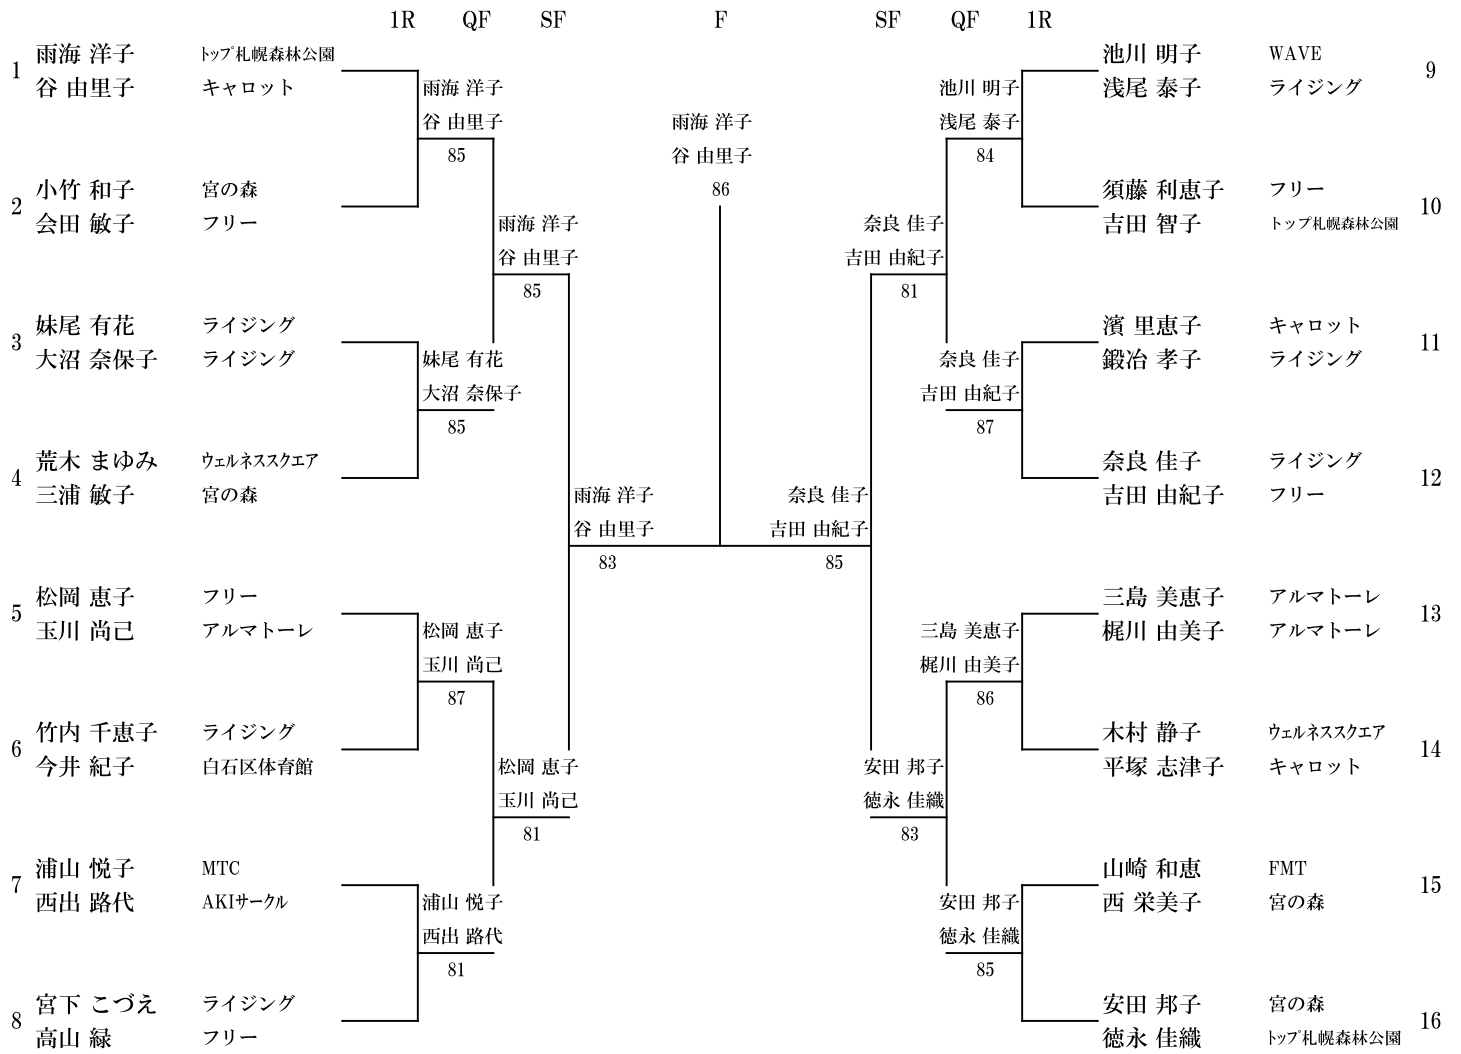 1R QF SF F SF QF 1R
1 雨海 洋子 トップ札幌森林公園
谷 由里子 キャロット
雨海 洋子
谷 由里子
85
2 小竹 和子 宮の森
会田 敏子 フリー
雨海 洋子
谷 由里子
85
3 妹尾 有花 ライジング
大沼 奈保子 ライジング
妹尾 有花
大沼 奈保子
85
4 荒木 まゆみ ウェルネススクエア
三浦 敏子 宮の森
雨海 洋子
谷 由里子
83
5 松岡 恵子 フリー
玉川 尚己 アルマトーレ
松岡 恵子
玉川 尚己
87
6 竹内 千恵子 ライジング
今井 紀子 白石区体育館
松岡 恵子
玉川 尚己
81
7 浦山 悦子 MTC
西出 路代 AKIサークル
浦山 悦子
西出 路代
81
8 宮下 こづえ ライジング
高山 緑 フリー
雨海 洋子
谷 由里子
86
池川 明子 WAVE 9
浅尾 泰子 ライジング
池川 明子
浅尾 泰子
84
須藤 利恵子 フリー 10
吉田 智子 トップ札幌森林公園
奈良 佳子
吉田 由紀子
81
濱 里恵子 キャロット 11
鍛冶 孝子 ライジング
奈良 佳子
吉田 由紀子
87
奈良 佳子 ライジング 12
吉田 由紀子 フリー
奈良 佳子
吉田 由紀子
85
三島 美恵子 アルマトーレ 13
梶川 由美子 アルマトーレ
三島 美恵子
梶川 由美子
86
木村 静子 ウェルネススクエア 14
平塚 志津子 キャロット
安田 邦子
徳永 佳織
83
山崎 和恵 FMT 15
西 栄美子 宮の森
安田 邦子
徳永 佳織
85
安田 邦子 宮の森 16
徳永 佳織 トップ札幌森林公園